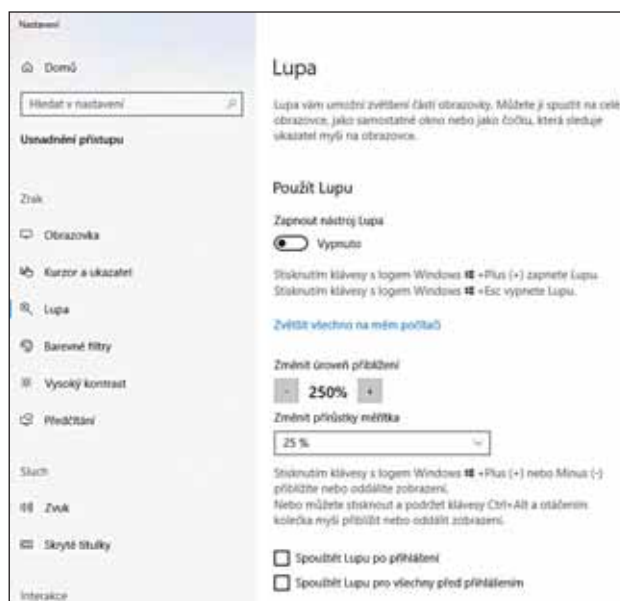 Nastavení
Domů
Hledat v nastavení
Usnadnění přístupu
Zrak
Obrazovka
Kurzor a ukazatel
Lupa
Barevné filtry
Vysoký kontrast
Předčítání
Sluch
Zvuk
Skryté titulky
Interakce
Lupa
Lupa vám umožní zvětšení částí obrazovky. Můžete ji spustit na celé
obrazovce, jako samostatné okno nebo jako čočku, která sleduje
ukazatel myši na obrazovce.
Použít Lupu
Zapnout nástroj Lupa
Vypnuto
Stisknutím klávesy s logem Windows +Plus (+) zapnete Lupu.
Stisknutím klávesy s logem Windows +Esc vypnete Lupu.
Zvětšit všechno na mém počítači
Změnit úroveň přiblížení
- 250% +
Změnit přírůstky měřítka
25 %
Stisknutím klávesy s logem Windows +Plus (+) nebo Minus (-)
přiblížíte nebo oddálíte zobrazení.
Nebo můžete stisknout a podržet klávesy Ctrl+Alt a otáčením
kolečka myši přiblížit nebo oddálit zobrazení.
Spouštět Lupu po přihlášení
Spouštět Lupu pro všechny před přihlášením